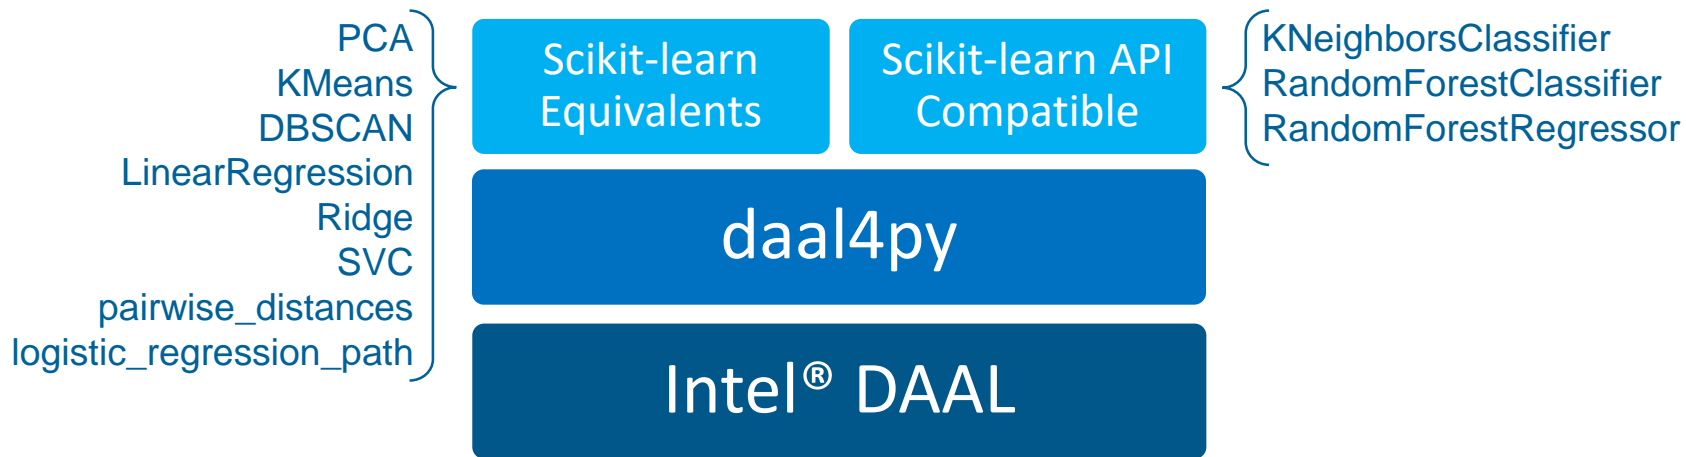 PCA
KMeans
DBSCAN
LinearRegression
Ridge
SVC
pairwise_distances
logistic_regression_path
Scikit-learn
Equivalents
Scikit-learn API
Compatible
KNeighborsClassifier
RandomForestClassifier
RandomForestRegressor
daal4py
Intel® DAAL